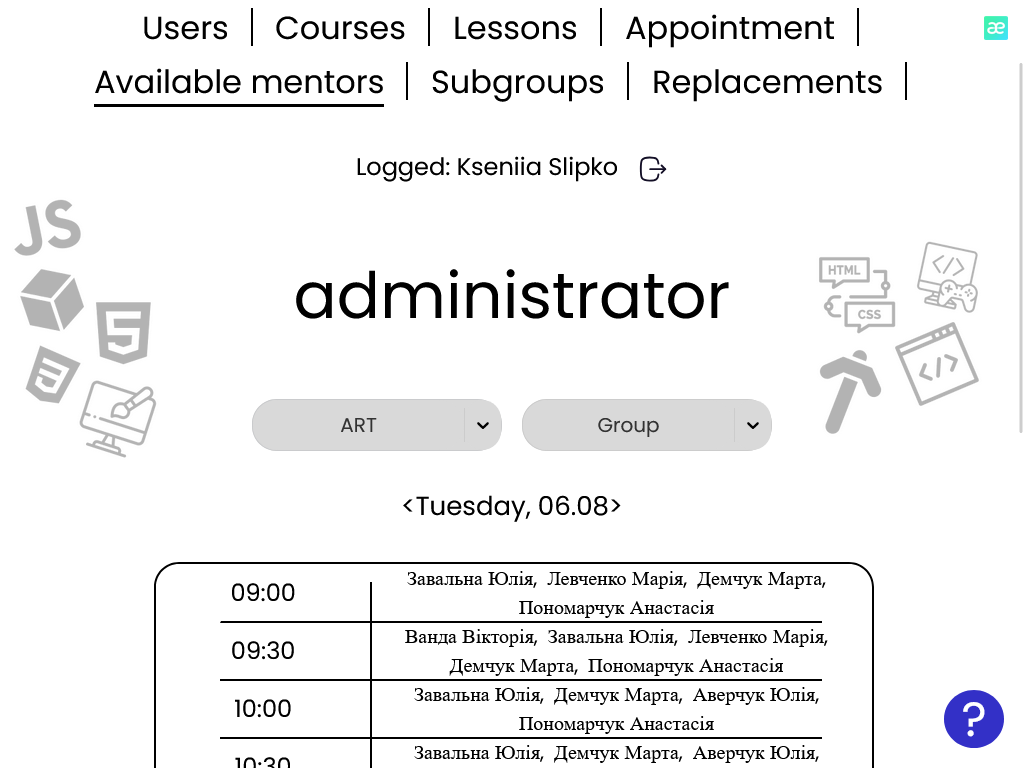 Users
Courses
Lessons
Appointment
æ
Available mentors
Subgroups
Replacements
Logged: Kseniia Slipko
JS
HTML
</>
CSS
</>
5
3
administrator
ART
Group
<Tuesday, 06.08>
09:00
Завальна Юлія, Левченко Марія, Демчук Марта,
Пономарчук Анастасія
09:30
Ванда Вікторія, Завальна Юлія, Левченко Марія,
Демчук Марта, Пономарчук Анастасія
10:00
Завальна Юлія, Демчук Марта, Аверчук Юлія,
Пономарчук Анастасія
10:30
Завальна Юлія, Демчук Марта, Аверчук Юлія,
?